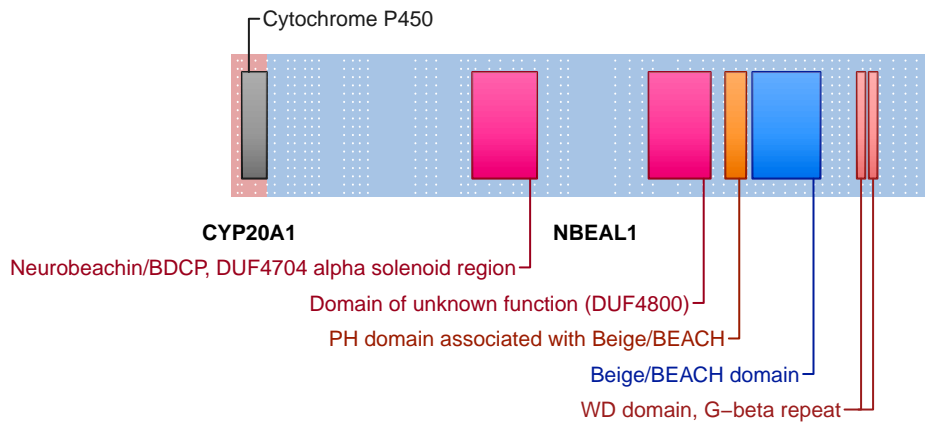 Cytochrome P450
CYP20A1
NBEAL1
Neurobeachin/BDCP, DUF4704 alpha solenoid region
Domain of unknown function (DUF4800)
PH domain associated with Beige/BEACH
Beige/BEACH domain
WD domain, G−beta repeat